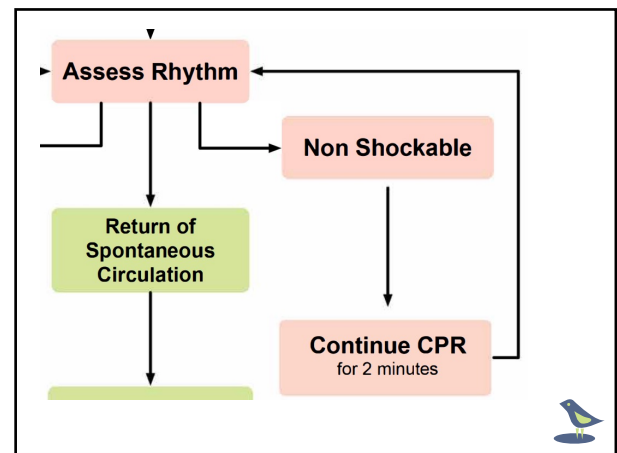 Assess Rhythm
Non Shockable
Return of
Spontaneous
Circulation
Continue CPR
for 2 minutes